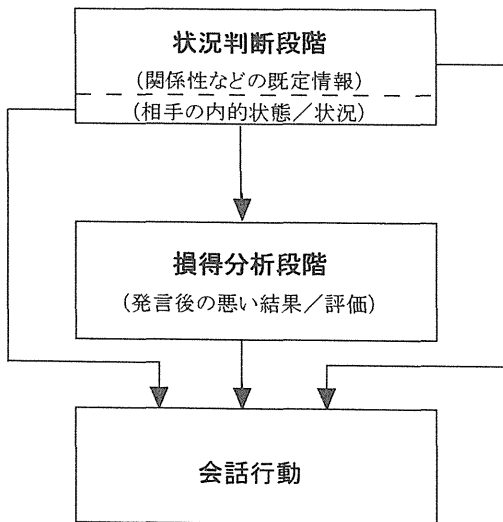 状況判断段階
(関係性などの既定情報)
(相手の内的状態／状況)
損得分析段階
(発言後の悪い結果／評価)
会話行動